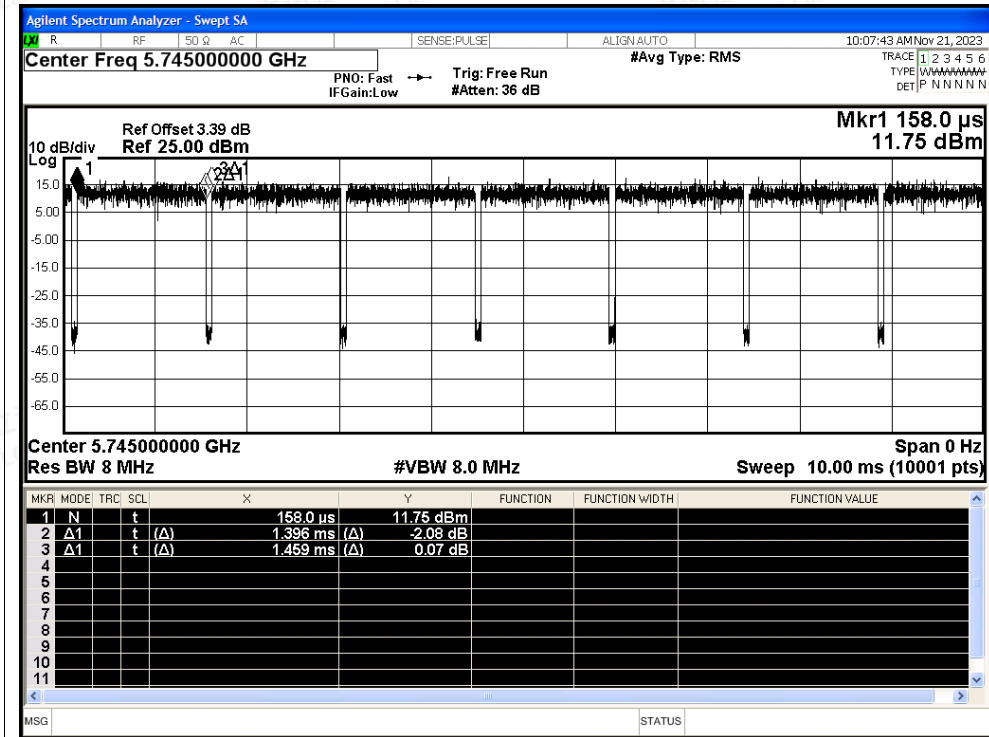 Agilent Spectrum Analyzer - Swept SA
LXI R RF 50 Ω AC SENSE:PULSE ALIGN AUTO 10:07:43 AM Nov 21, 2023
Center Freq 5.745000000 GHz #Avg Type: RMS TRACE 1 2 3 4 5 6
PNO: Fast Trig: Free Run TYPE WWWWWW
IFGain:Low #Atten: 36 dB DET P N N N N N
Mkr1 158.0 µs
Ref Offset 3.39 dB
10 dB/div Ref 25.00 dBm 11.75 dBm
Log
1
2Δ1
3Δ1
15.0
5.00
-5.00
-15.0
-25.0
-35.0
-45.0
-55.0
-65.0
Center 5.745000000 GHz Span 0 Hz
Res BW 8 MHz #VBW 8.0 MHz Sweep 10.00 ms (10001 pts)
MKR MODE TRC SCL X Y FUNCTION FUNCTION WIDTH FUNCTION VALUE
1 N t 158.0 µs 11.75 dBm
2 Δ1 t (Δ) 1.396 ms (Δ) -2.08 dB
3 Δ1 t (Δ) 1.459 ms (Δ) 0.07 dB
4
5
6
7
8
9
10
11
MSG STATUS